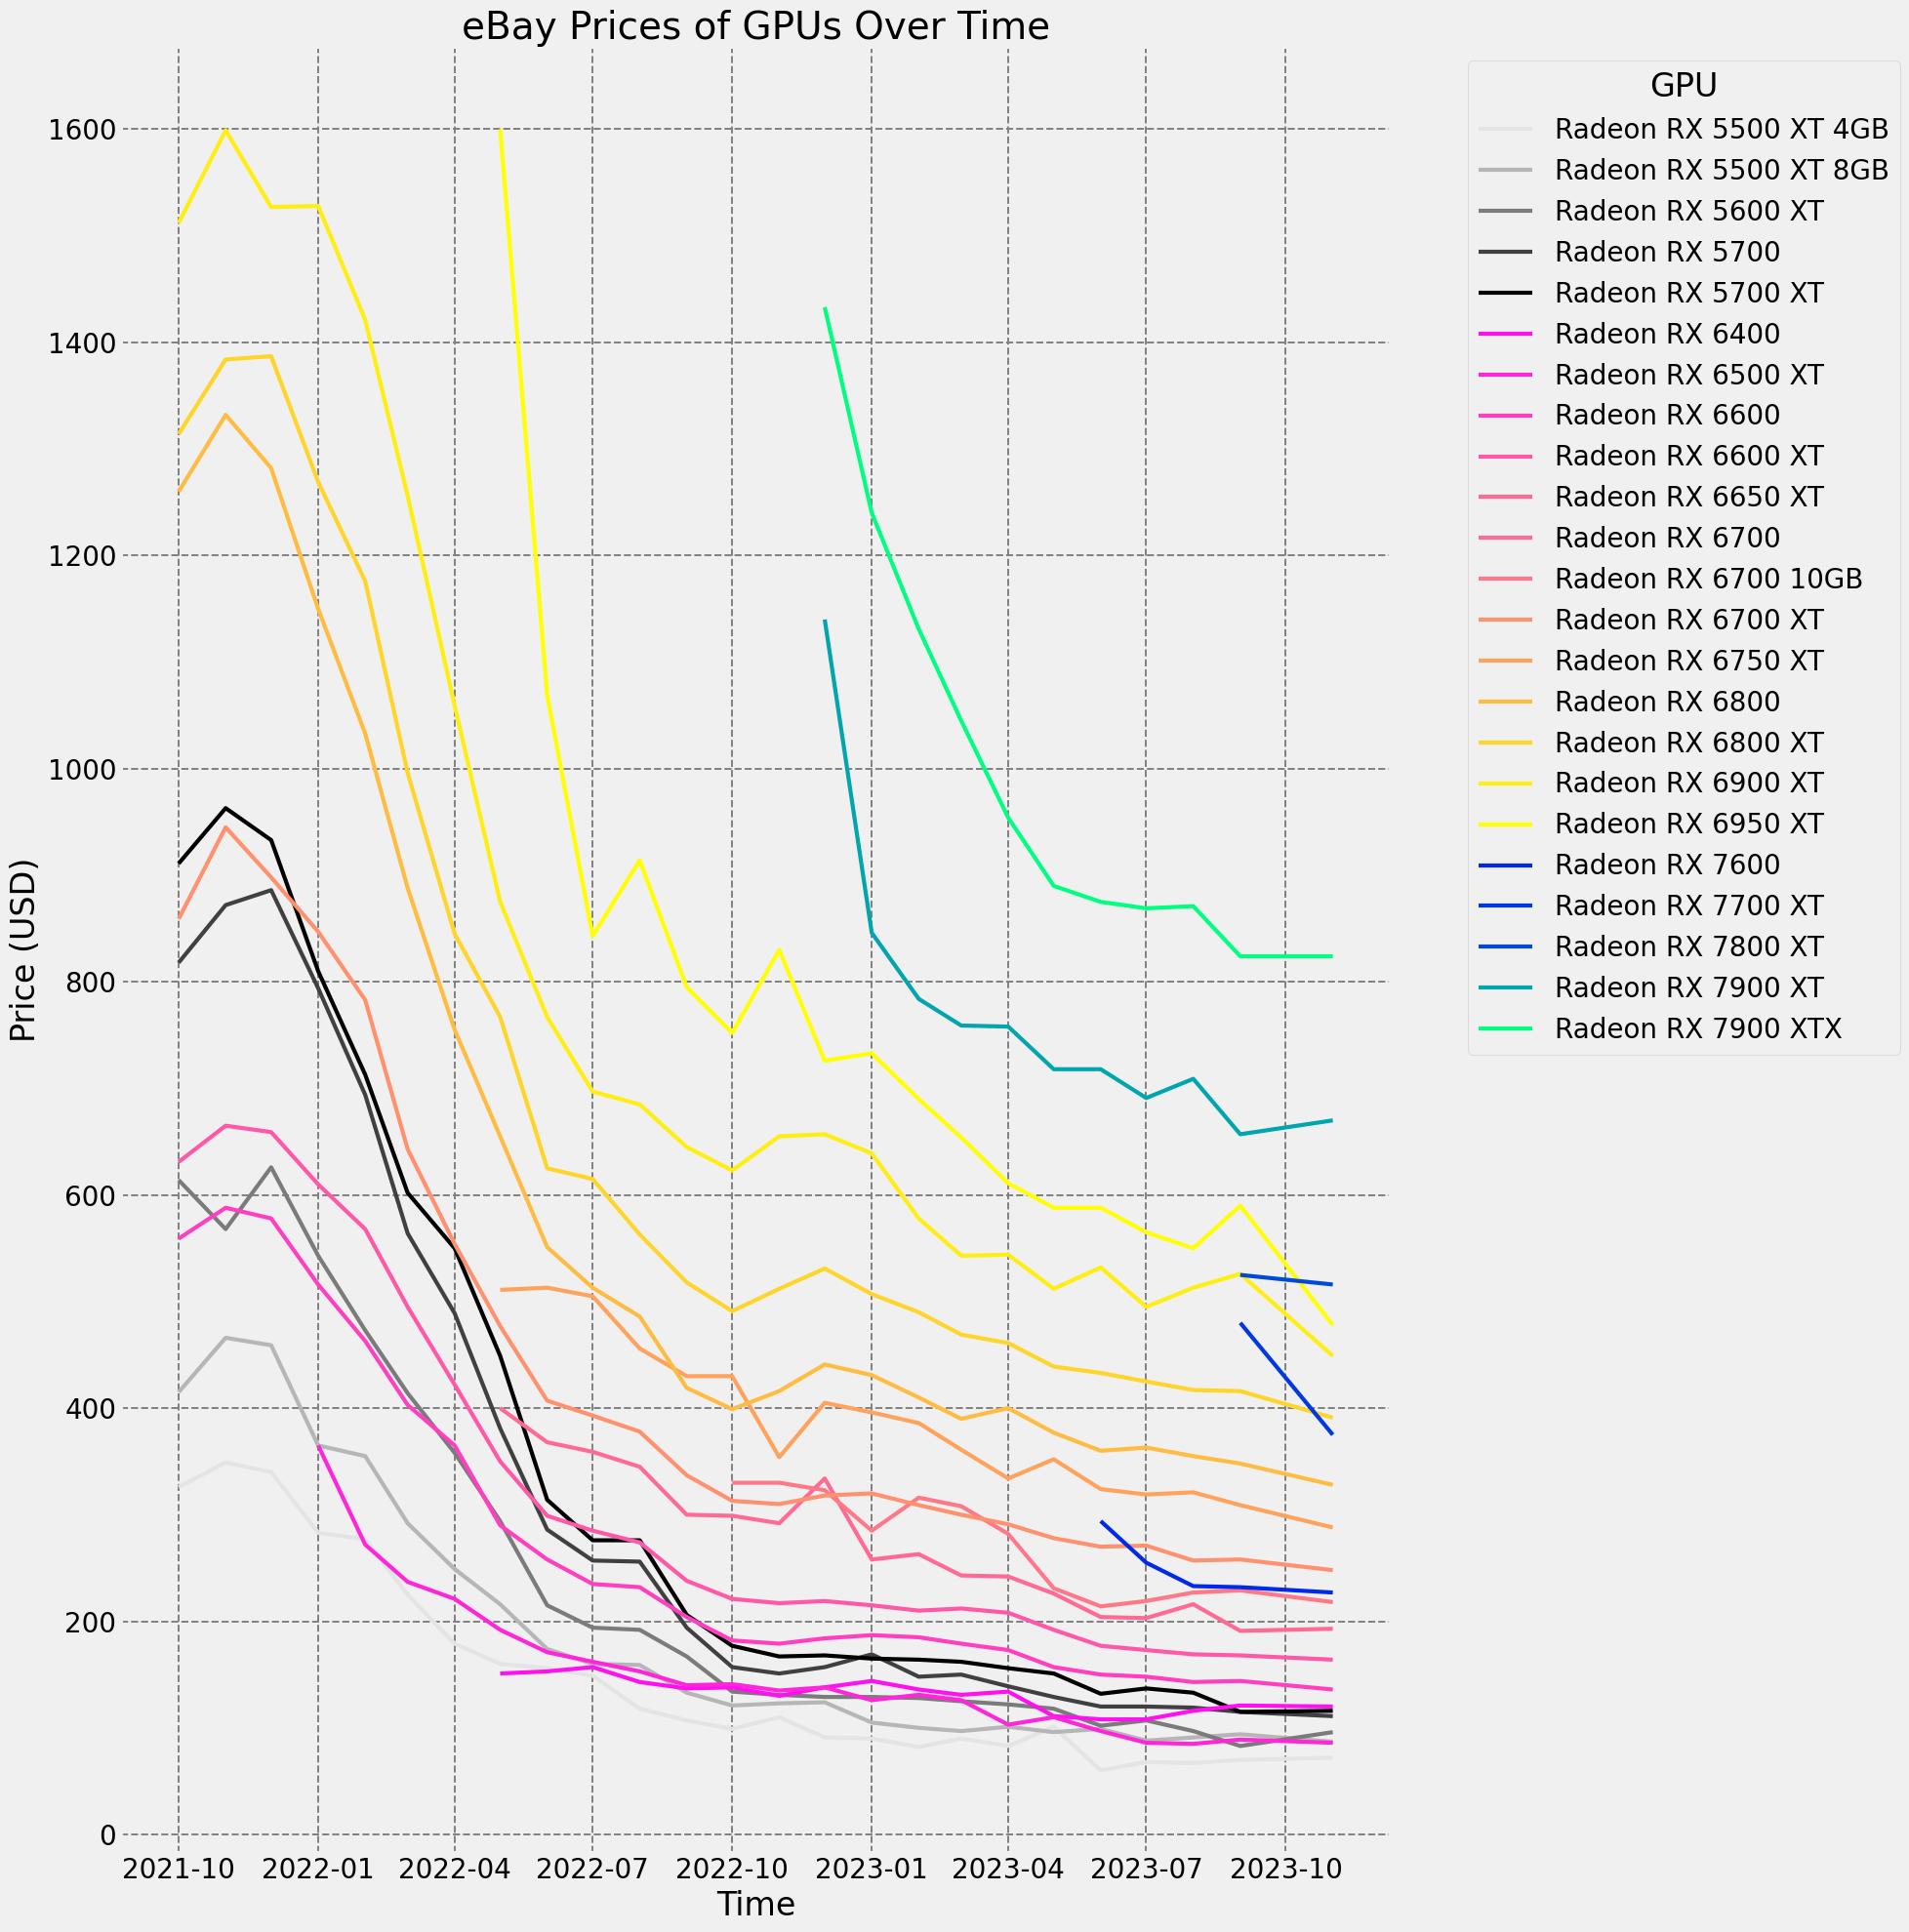 eBay Prices of GPUs Over Time
GPU
Radeon RX 5500 XT 4GB
Radeon RX 5500 XT 8GB
Radeon RX 5600 XT
Radeon RX 5700
Radeon RX 5700 XT
Radeon RX 6400
Radeon RX 6500 XT
Radeon RX 6600
Radeon RX 6600 XT
Radeon RX 6650 XT
Radeon RX 6700
Radeon RX 6700 10GB
Radeon RX 6700 XT
Radeon RX 6750 XT
Radeon RX 6800
Radeon RX 6800 XT
Radeon RX 6900 XT
Radeon RX 6950 XT
Radeon RX 7600
Radeon RX 7700 XT
Radeon RX 7800 XT
Radeon RX 7900 XT
Radeon RX 7900 XTX
Price (USD)
1600
1400
1200
1000
800
600
400
200
0
2021-10 2022-01 2022-04 2022-07 2022-10 2023-01 2023-04 2023-07 2023-10
Time